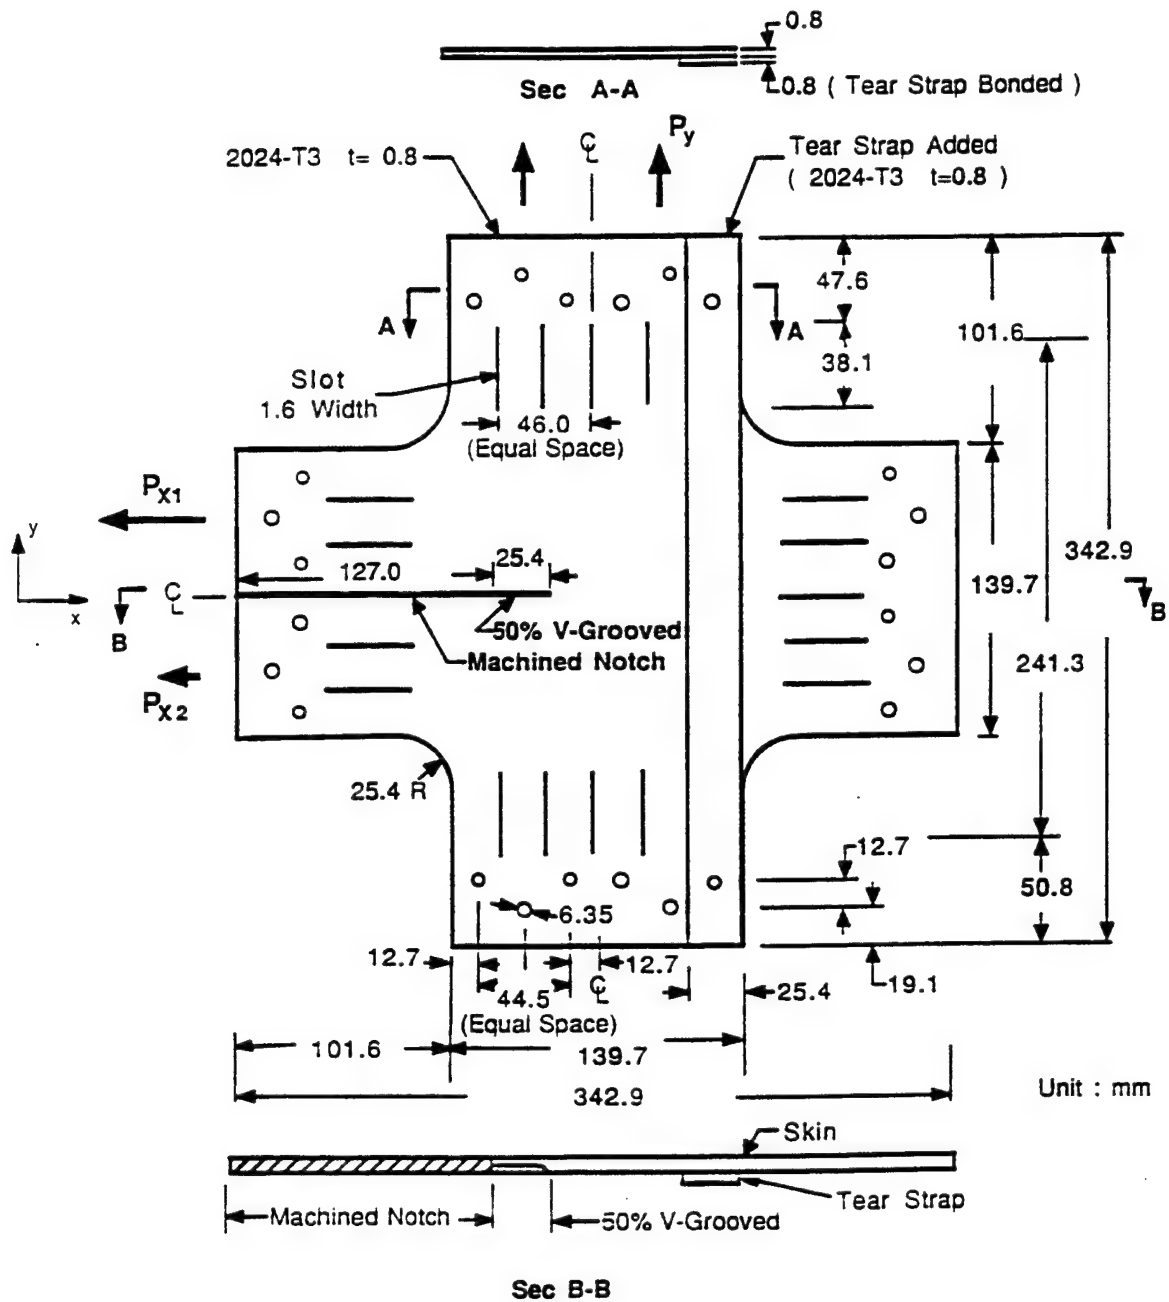 0.8
Sec A-A
0.8 ( Tear Strap Bonded )
Py
C
L
2024-T3 t= 0.8
Tear Strap Added
( 2024-T3 t=0.8 )
47.6
A
A
101.6
38.1
Slot
1.6 Width
46.0
(Equal Space)
PX1
y
25.4
342.9
127.0
139.7
C
L
x
B
B
50% V-Grooved
Machined Notch
241.3
PX2
25.4 R
12.7
50.8
6.35
12.7
12.7
19.1
44.5
C
L
25.4
(Equal Space)
101.6
139.7
342.9
Unit : mm
Skin
Tear Strap
Machined Notch
50% V-Grooved
Sec B-B